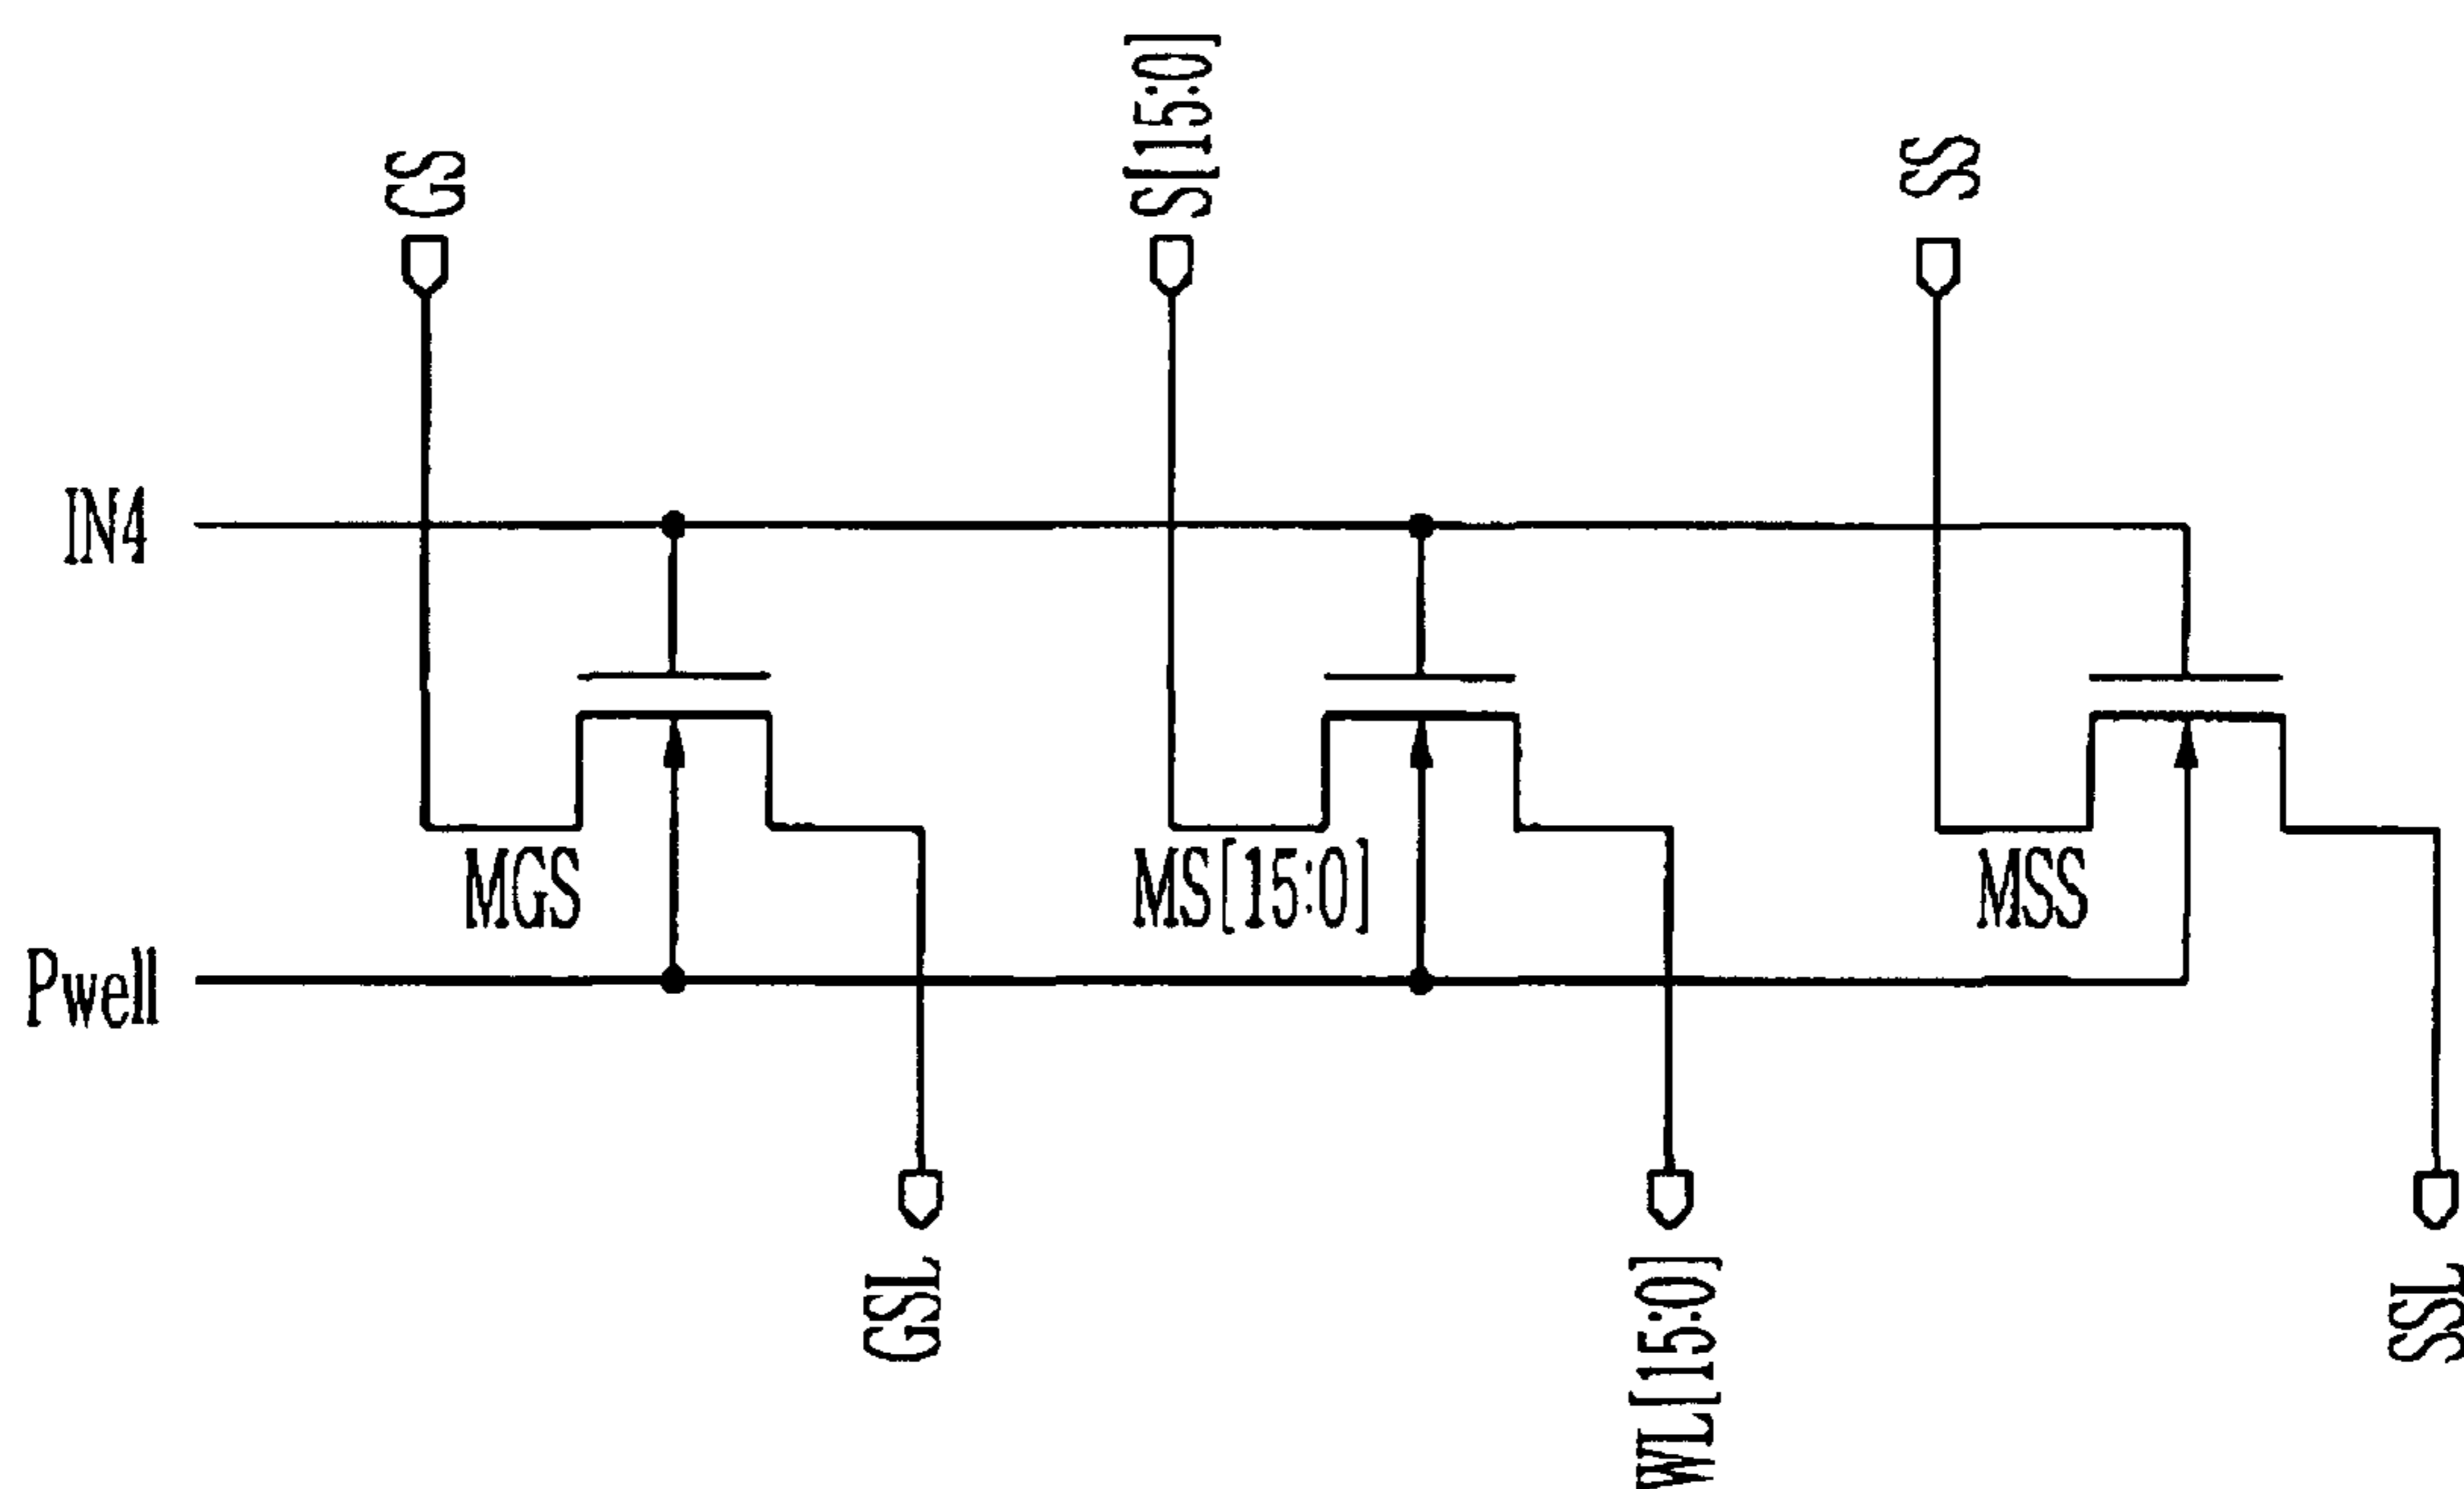 GS
S[15:0]
SS
IN4
MGS
MS[15:0]
MSS
Pwell
GSL
WL[15:0]
SSL